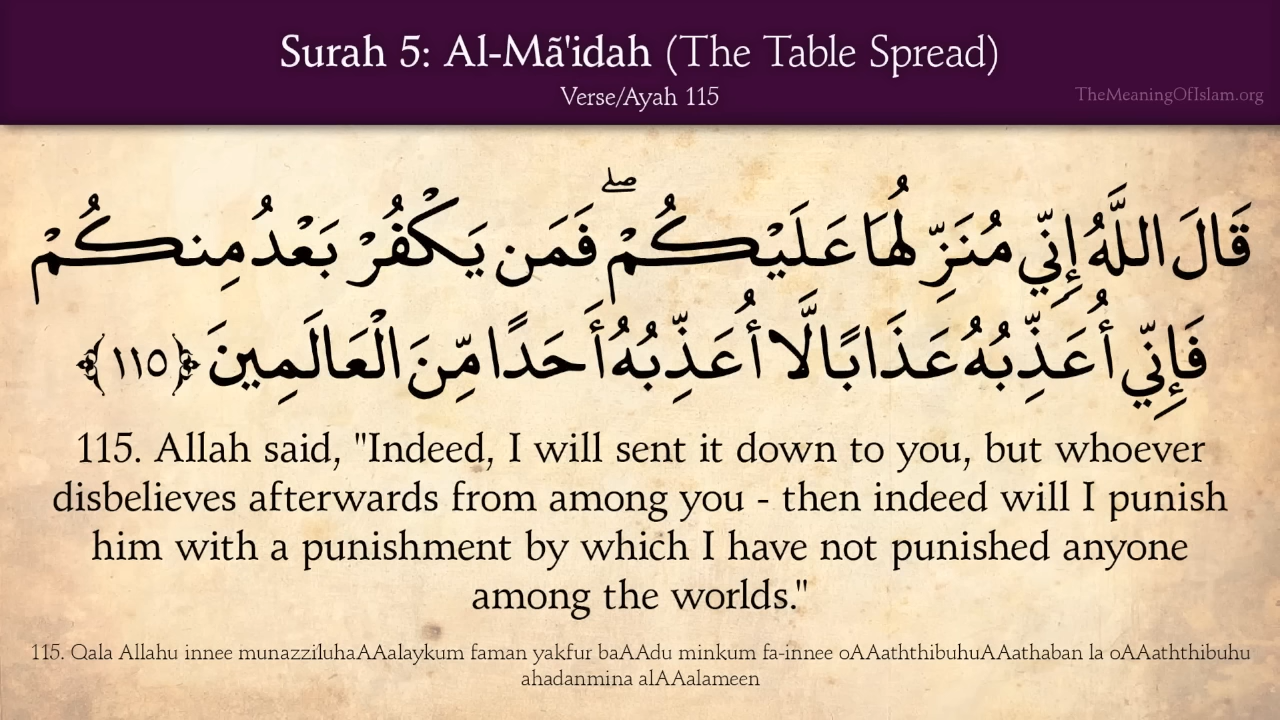 Surah 5: Al-Mã'idah (The Table Spread)
Verse/Ayah 115
TheMeaningOfIslam.org
قَالَ اللَّهُ إِنِّي مُنَزِّلُهَا عَلَيْكُمْ ۖ فَمَن يَكْفُرْ بَعْدُ مِنكُمْ
فَإِنِّي أُعَذِّبُهُ عَذَابًا لَّا أُعَذِّبُهُ أَحَدًا مِّنَ الْعَالَمِينَ ﴿١١٥﴾
115. Allah said, "Indeed, I will sent it down to you, but whoever
disbelieves afterwards from among you - then indeed will I punish
him with a punishment by which I have not punished anyone
among the worlds."
115. Qala Allahu innee munazziluhaAAalaykum faman yakfur baAAdu minkum fa-innee oAAaththibuhuAAathaban la oAAaththibuhu
ahadanmina alAAalameen